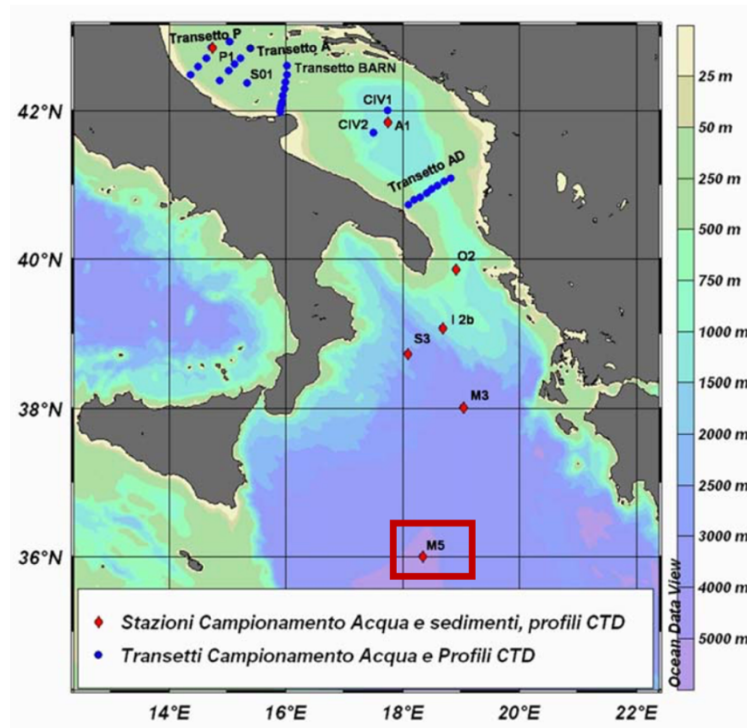 Transetto P
Transetto A
P1
S01
Transetto BARN
CIV1
CIV2
A1
Transetto AD
O2
I 2b
S3
M3
M5
42°N
40°N
38°N
36°N
14°E
16°E
18°E
20°E
22°E
25 m
50 m
250 m
500 m
750 m
1000 m
1500 m
2000 m
2500 m
3000 m
4000 m
5000 m
Ocean Data View
Stazioni Campionamento Acqua e sedimenti, profili CTD
Transetti Campionamento Acqua e Profili CTD